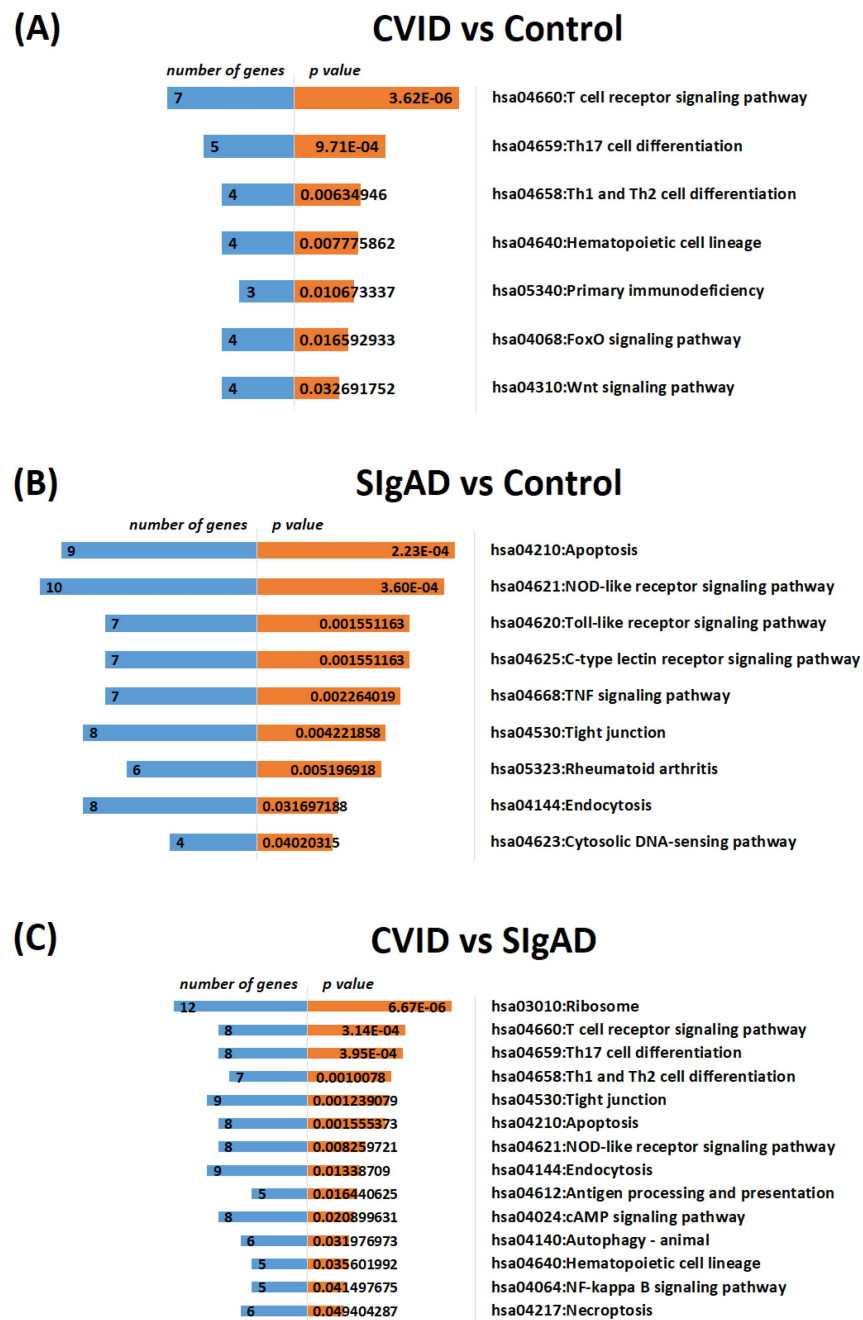 (A) CVID vs Control
number of genes p value
7 3.62E-06 hsa04660:T cell receptor signaling pathway
5 9.71E-04 hsa04659:Th17 cell differentiation
4 0.00634946 hsa04658:Th1 and Th2 cell differentiation
4 0.007775862 hsa04640:Hematopoietic cell lineage
3 0.010673337 hsa05340:Primary immunodeficiency
4 0.016592933 hsa04068:FoxO signaling pathway
4 0.032691752 hsa04310:Wnt signaling pathway
(B) SIgAD vs Control
number of genes p value
9 2.23E-04 hsa04210:Apoptosis
10 3.60E-04 hsa04621:NOD-like receptor signaling pathway
7 0.001551163 hsa04620:Toll-like receptor signaling pathway
7 0.001551163 hsa04625:C-type lectin receptor signaling pathway
7 0.002264019 hsa04668:TNF signaling pathway
8 0.004221858 hsa04530:Tight junction
6 0.005196918 hsa05323:Rheumatoid arthritis
8 0.031697188 hsa04144:Endocytosis
4 0.04020315 hsa04623:Cytosolic DNA-sensing pathway
(C) CVID vs SIgAD
number of genes p value
12 6.67E-06 hsa03010:Ribosome
8 3.14E-04 hsa04660:T cell receptor signaling pathway
8 3.95E-04 hsa04659:Th17 cell differentiation
7 0.0010078 hsa04658:Th1 and Th2 cell differentiation
9 0.001239079 hsa04530:Tight junction
8 0.001555373 hsa04210:Apoptosis
8 0.008259721 hsa04621:NOD-like receptor signaling pathway
9 0.01338709 hsa04144:Endocytosis
5 0.016440625 hsa04612:Antigen processing and presentation
8 0.020899631 hsa04024:cAMP signaling pathway
6 0.031976973 hsa04140:Autophagy - animal
5 0.035601992 hsa04640:Hematopoietic cell lineage
5 0.041497675 hsa04064:NF-kappa B signaling pathway
6 0.049404287 hsa04217:Necroptosis